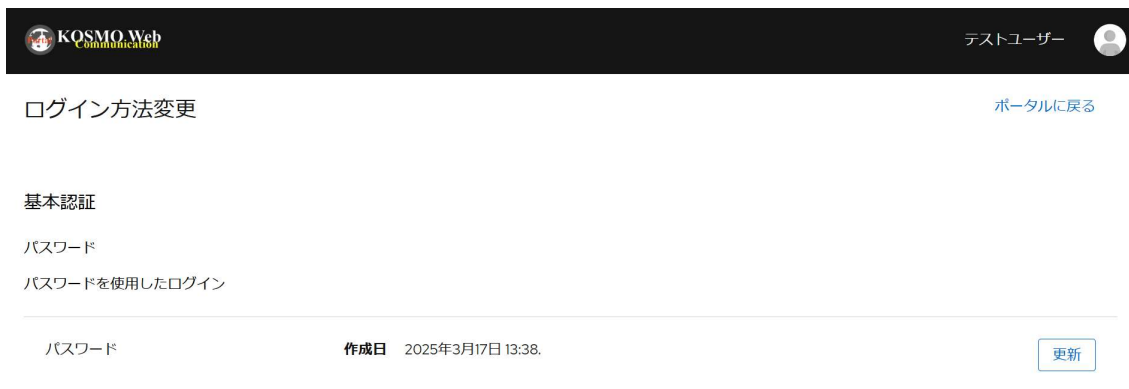 Portal KOSMO Web
Communication
テストユーザー
ログイン方法変更
ポータルに戻る
基本認証
パスワード
パスワードを使用したログイン
パスワード 作成日 2025年3月17日 13:38. 更新